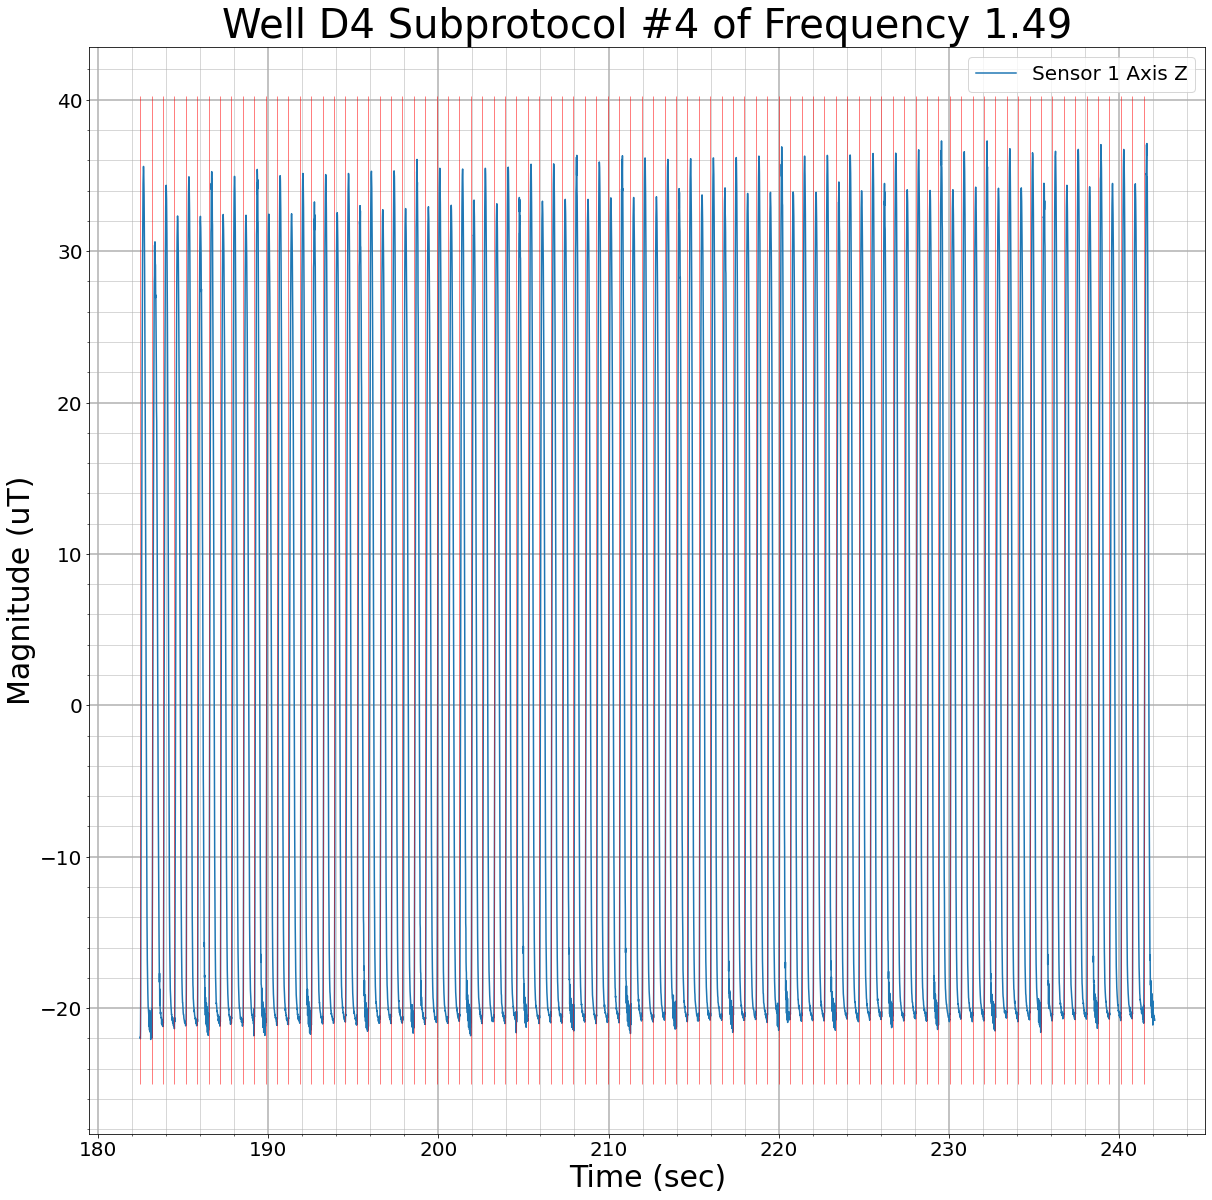 Well D4 Subprotocol #4 of Frequency 1.49
Sensor 1 Axis Z
40
30
20
10
0
−10
−20
Magnitude (uT)
180 190 200 210 220 230 240
Time (sec)